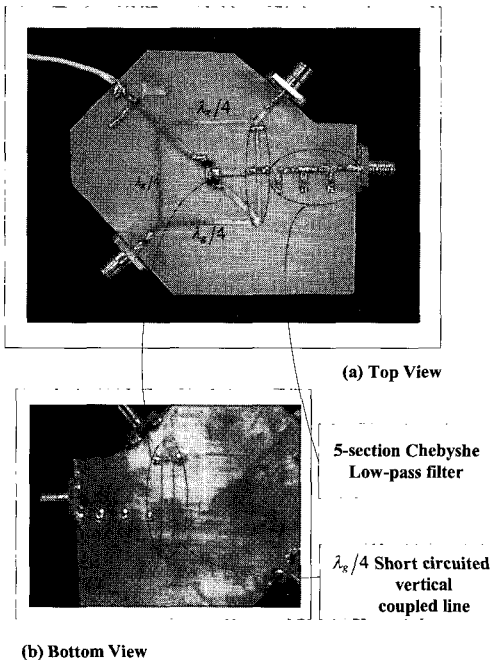 λg/4
λg/4
λg/4
(a) Top View
5-section Chebyshe
Low-pass filter
λg/4 Short circuited
vertical
coupled line
(b) Bottom View